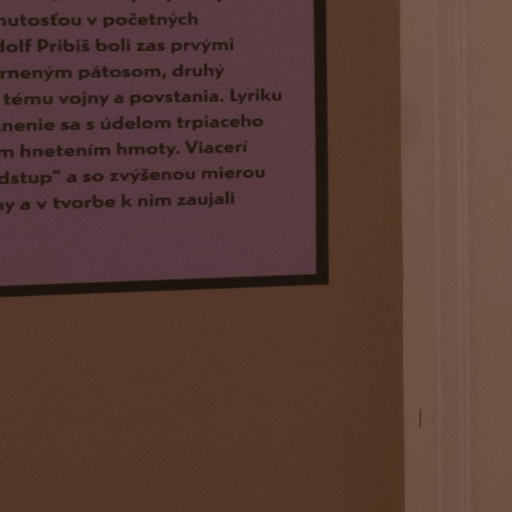 nutosťou v početných
dolf Pribiš boli zas prvými
rneným pátosom, druhý
tému vojny a povstania. Lyriku
knenie sa s údelom trpiaceho
m hnetením hmoty. Viacerí
dstup“ a so zvýšenou mierou
ny a v tvorbe k nim zaujali